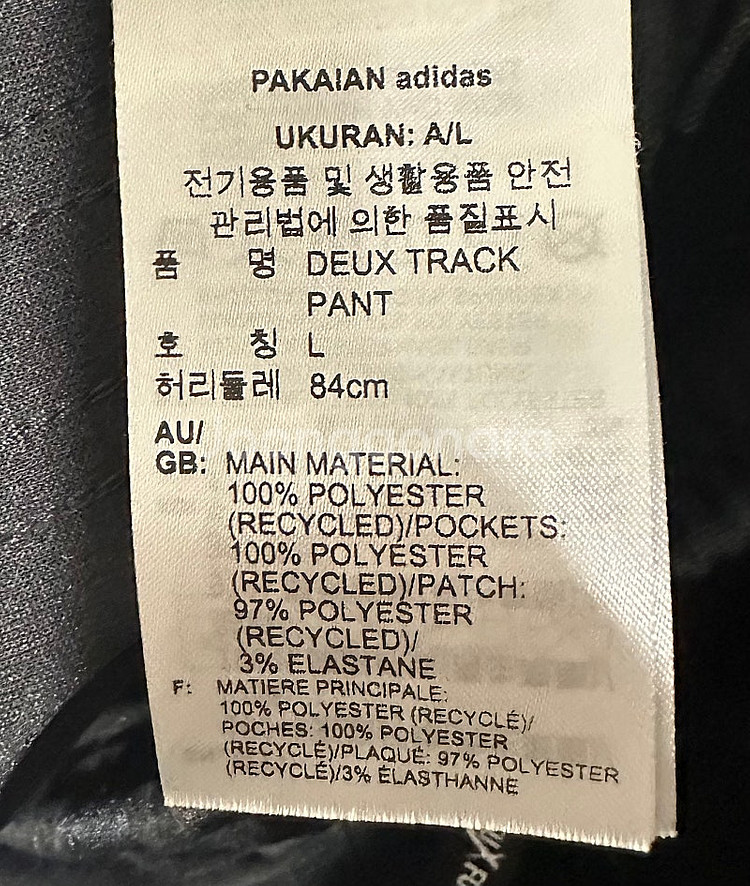 PAKAIAN adidas
UKURAN: A/L
전기용품 및 생활용품 안전
관리법에 의한 품질표시
품 명 DEUX TRACK
PANT
호 칭 L
허리둘레 84cm
AU/
GB: MAIN MATERIAL:
100% POLYESTER
(RECYCLED)/POCKETS:
100% POLYESTER
(RECYCLED)/PATCH:
97% POLYESTER
(RECYCLED)/
3% ELASTANE
F: MATIERE PRINCIPALE:
100% POLYESTER (RECYCLÉ)/
POCHES: 100% POLYESTER
(RECYCLÉ)/PLAQUÉ: 97% POLYESTER
(RECYCLÉ)/3% ÉLASTHANNE